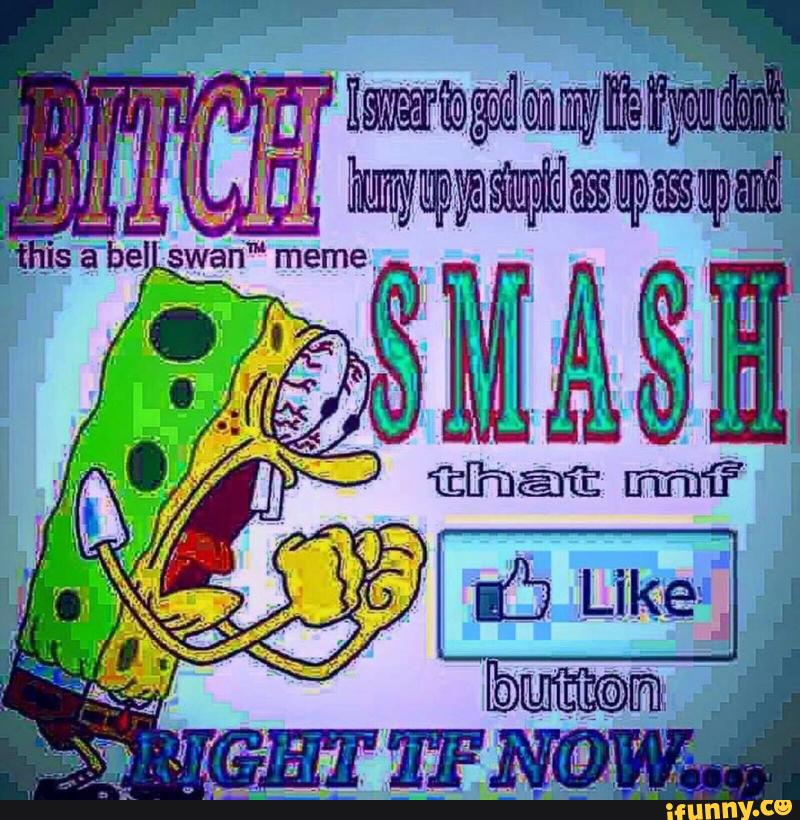 BITCH
I swear to god on my life if you don't
hurry up ya stupid ass up ass up and
this a bell swan™ meme
SMASH
that mf
Like
button
RIGHT TF NOW....,
ifunny.co